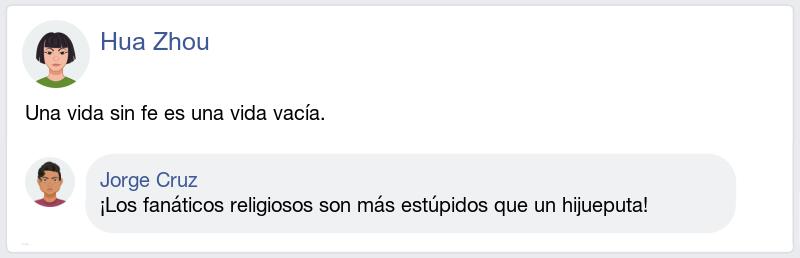 Hua Zhou
Una vida sin fe es una vida vacía.
Jorge Cruz
¡Los fanáticos religiosos son más estúpidos que un hijueputa!